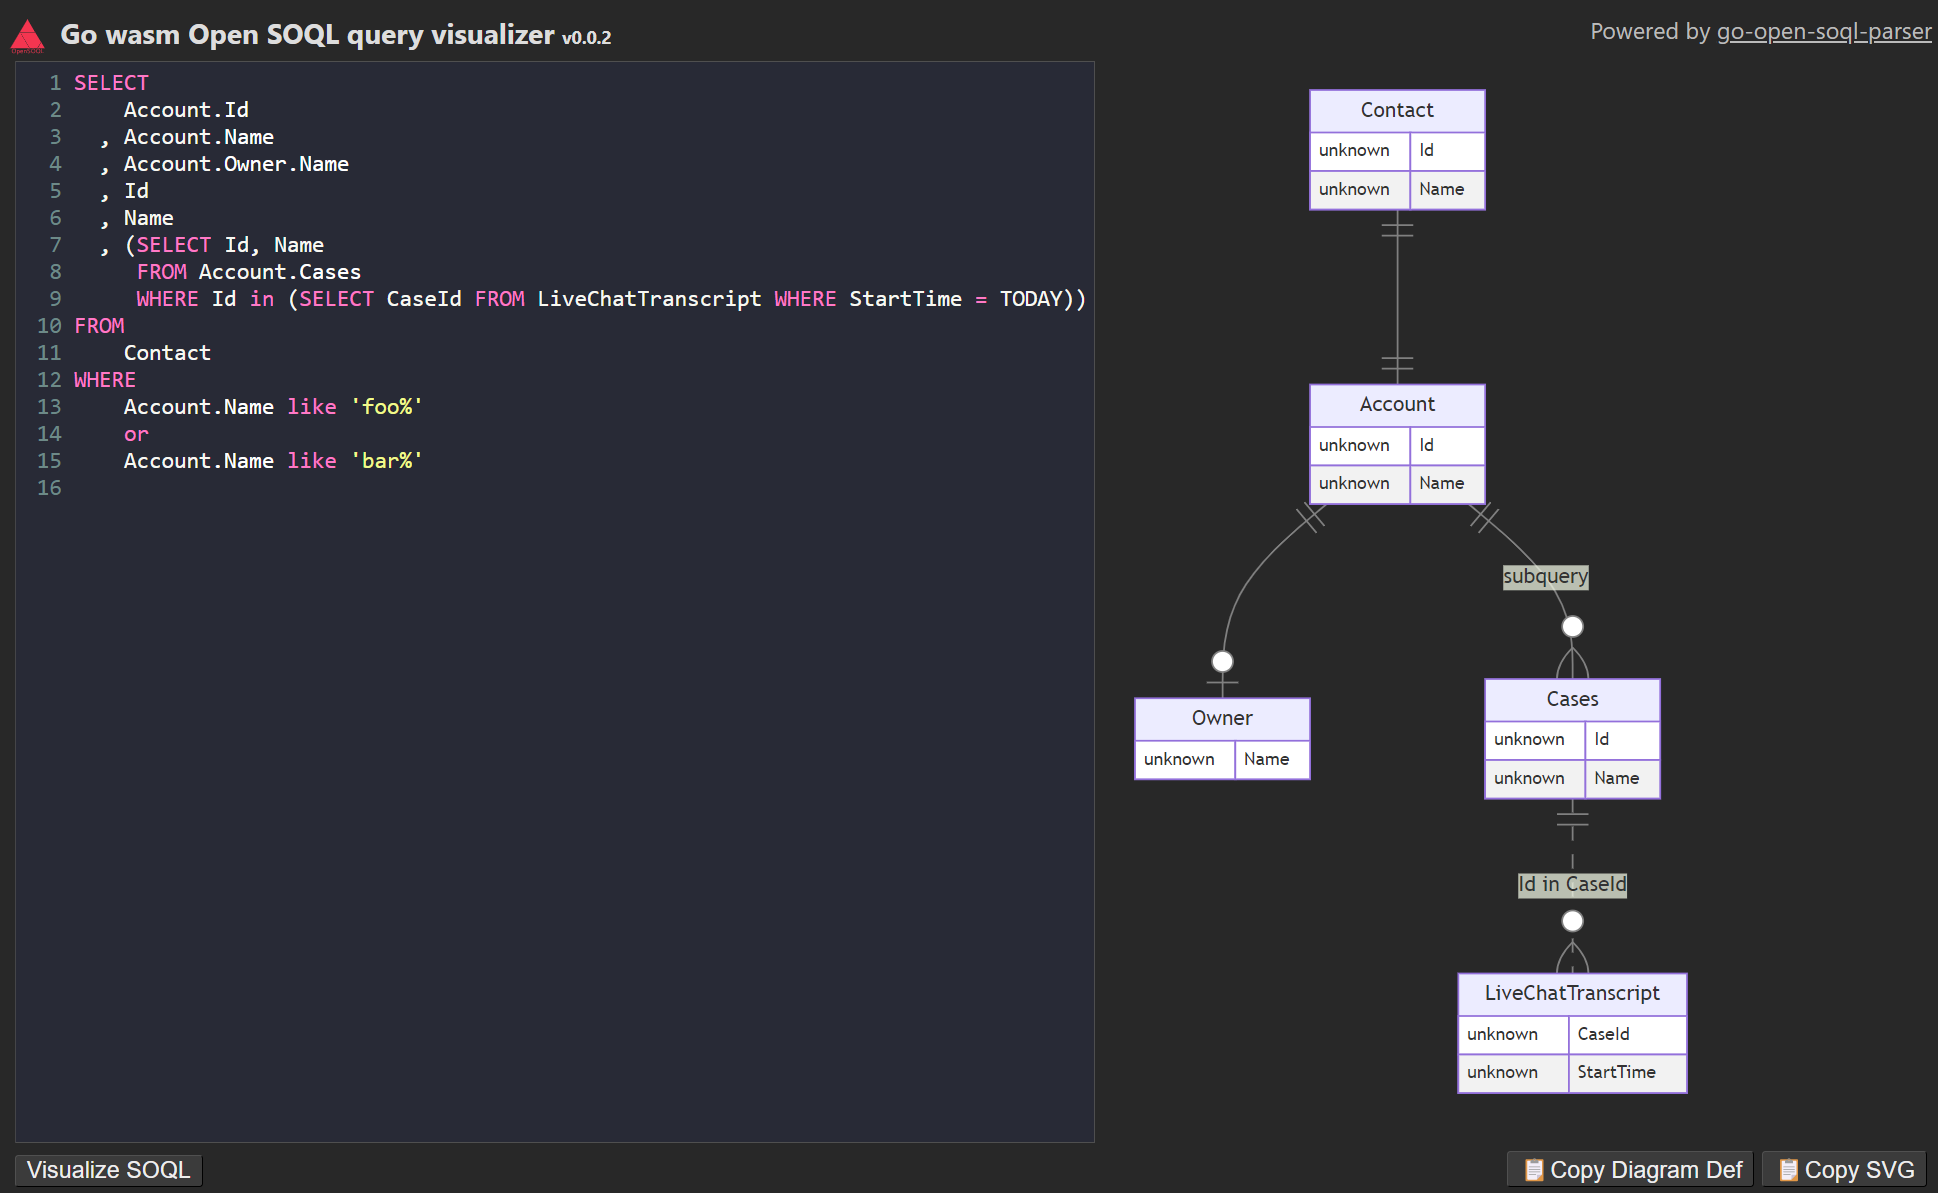 OpenSOQL
Go wasm Open SOQL query visualizer v0.0.2
Powered by go-open-soql-parser
1 SELECT
2     Account.Id
3   , Account.Name
4   , Account.Owner.Name
5   , Id
6   , Name
7   , (SELECT Id, Name
8      FROM Account.Cases
9      WHERE Id in (SELECT CaseId FROM LiveChatTranscript WHERE StartTime = TODAY))
10 FROM
11     Contact
12 WHERE
13     Account.Name like 'foo%'
14     or
15     Account.Name like 'bar%'
16
Contact
unknown Id
unknown Name
Account
unknown Id
unknown Name
subquery
Owner
unknown Name
Cases
unknown Id
unknown Name
Id in CaseId
LiveChatTranscript
unknown CaseId
unknown StartTime
Visualize SOQL
Copy Diagram Def
Copy SVG